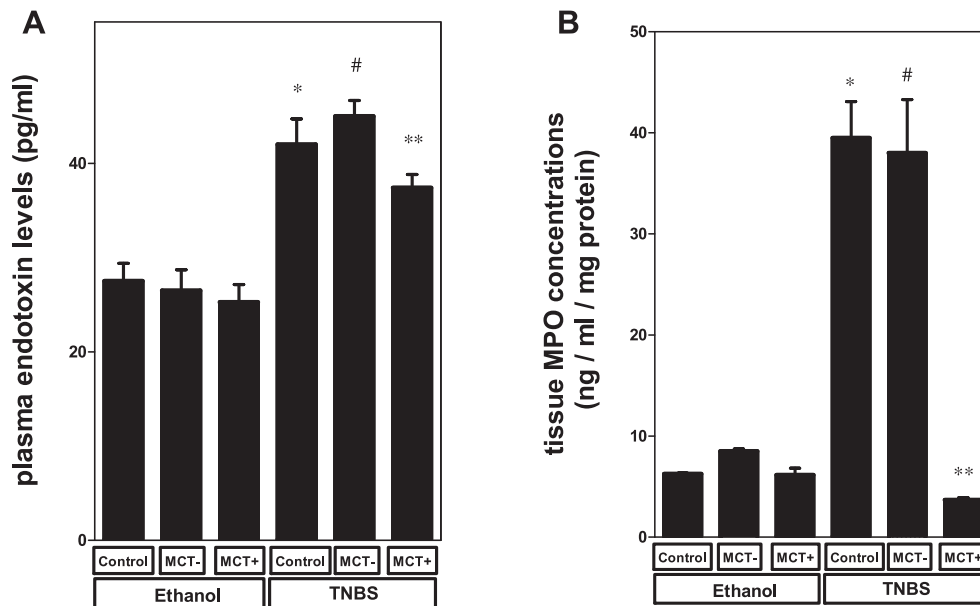 A
plasma endotoxin levels (pg/ml)
40
20
0
*
#
**
Control MCT- MCT+ Control MCT- MCT+
Ethanol TNBS
B
tissue MPO concentrations
(ng / ml / mg protein)
50
40
30
20
10
0
*
#
**
Control MCT- MCT+ Control MCT- MCT+
Ethanol TNBS